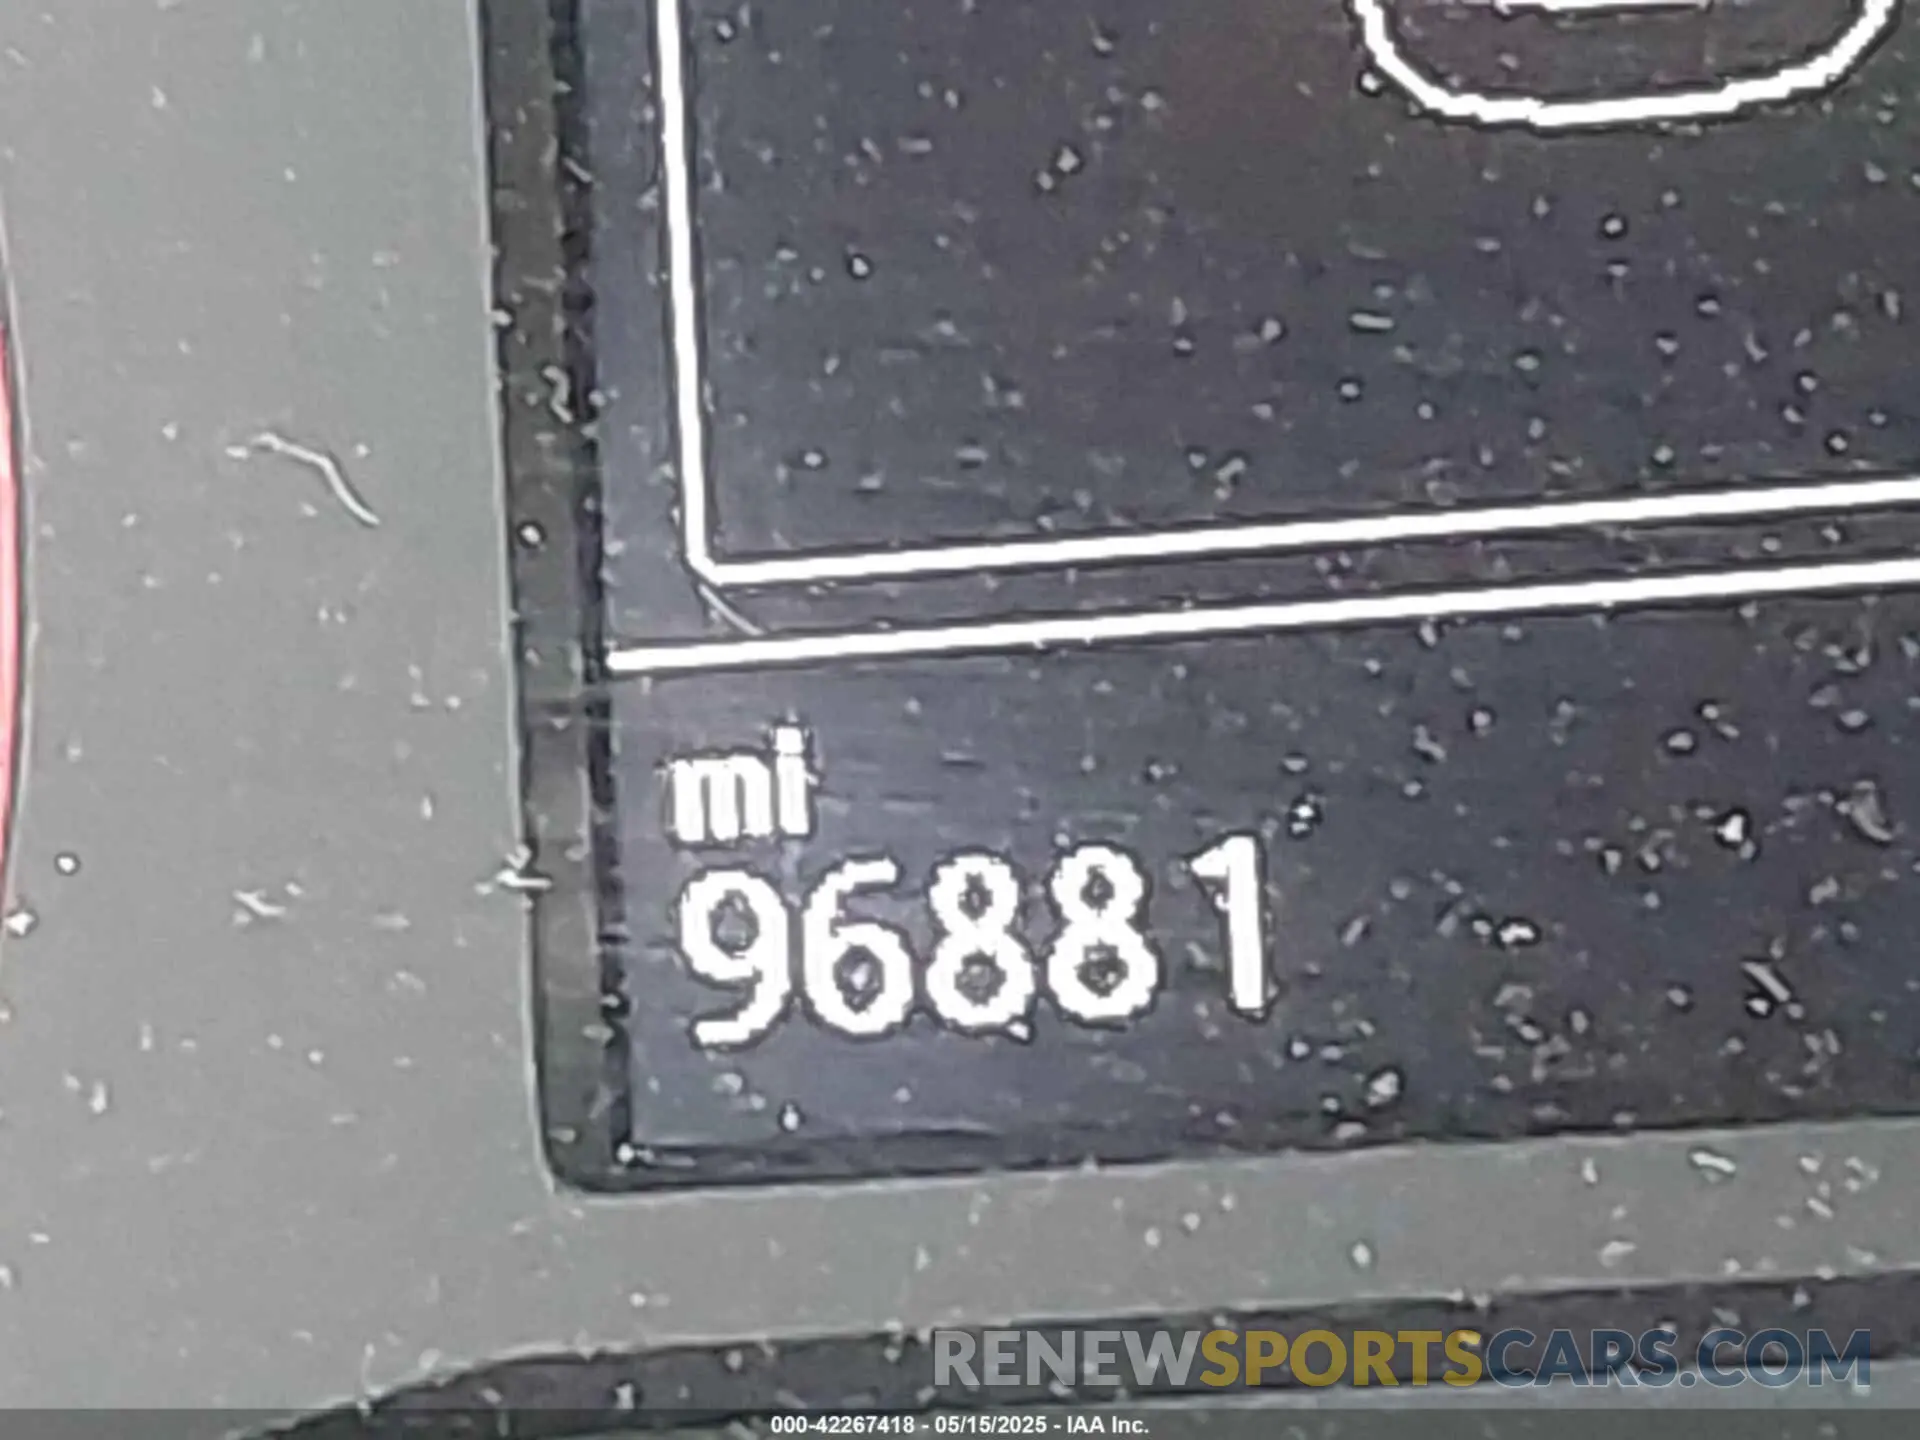 mi
96881
RENEWSPORTSCARS.COM
000-42267418 - 05/15/2025 - IAA Inc.